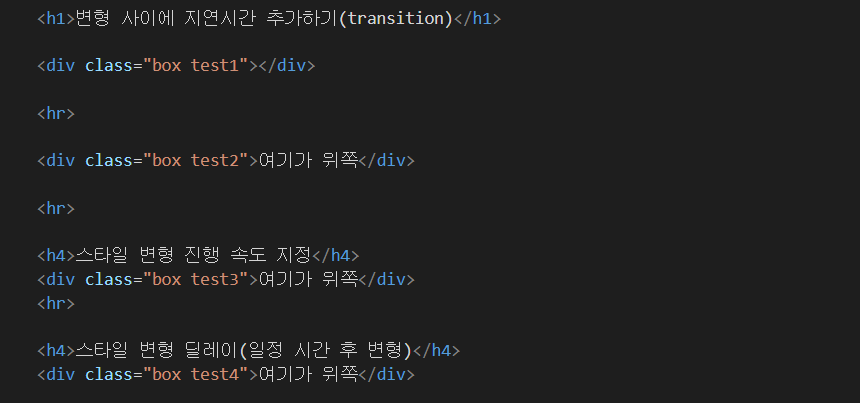 <h1>변형 사이에 지연시간 추가하기(transition)</h1>
<div class="box test1"></div>
<hr>
<div class="box test2">여기가 위쪽</div>
<hr>
<h4>스타일 변형 진행 속도 지정</h4>
<div class="box test3">여기가 위쪽</div>
<hr>
<h4>스타일 변형 딜레이(일정 시간 후 변형)</h4>
<div class="box test4">여기가 위쪽</div>